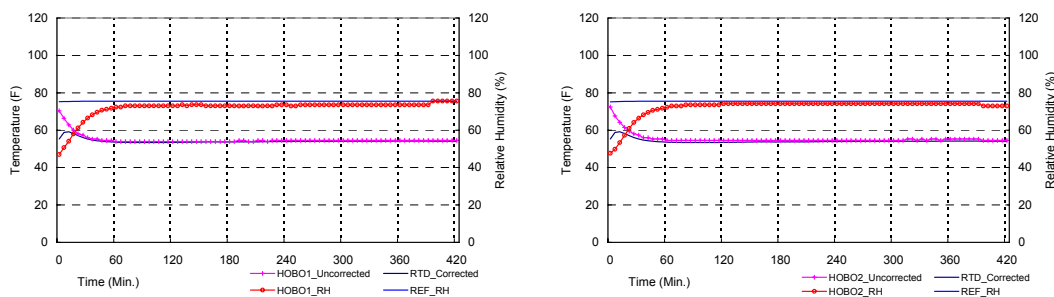 120
100
80
60
40
20
0
Temperature (F)
120
100
80
60
40
20
0
Relative Humidity (%)
0 60 120 180 240 300 360 420
Time (Min.)
HOBO1_Uncorrected RTD_Corrected
HOBO1_RH REF_RH
120
100
80
60
40
20
0
Temperature (F)
120
100
80
60
40
20
0
Relative Humidity (%)
0 60 120 180 240 300 360 420
Time (Min.)
HOBO2_Uncorrected RTD_Corrected
HOBO2_RH REF_RH